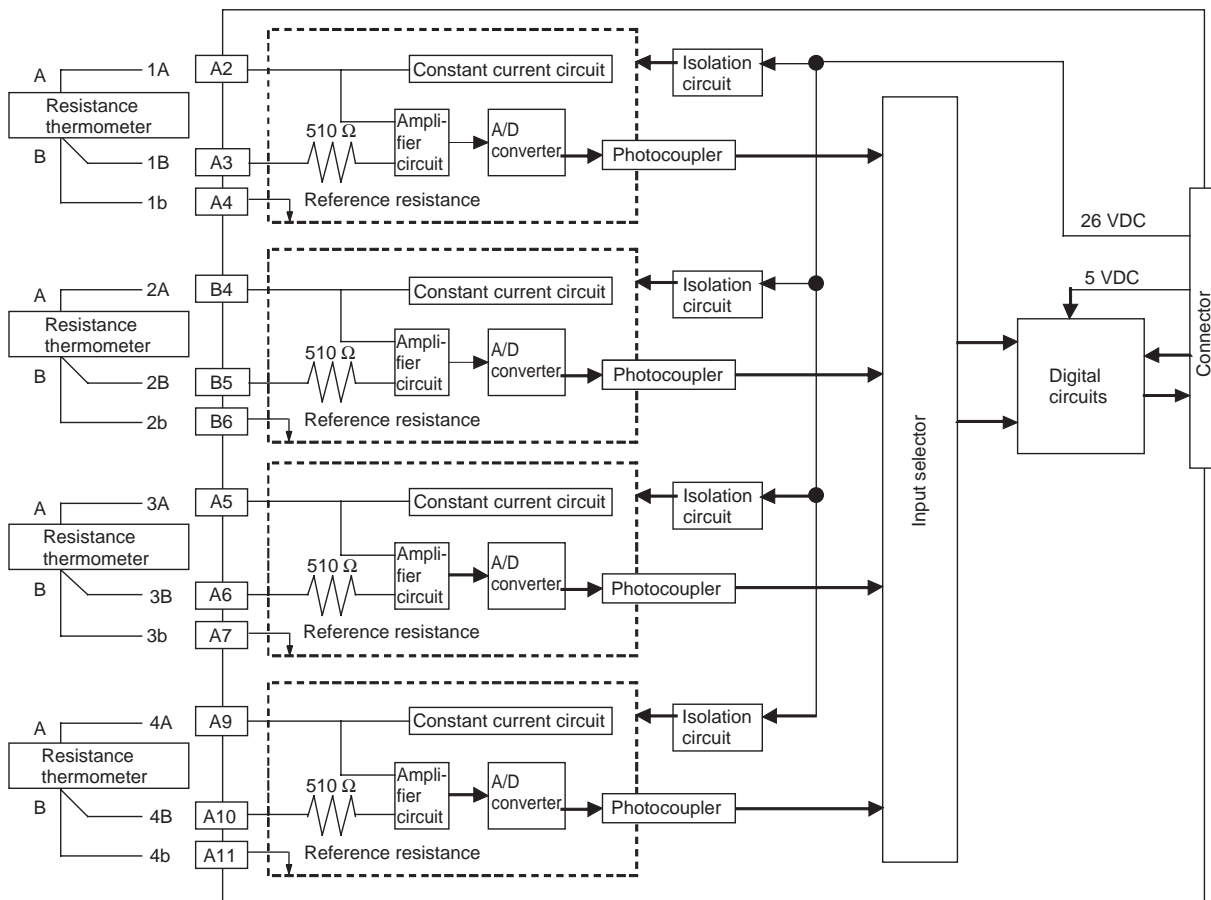 A
1A
A2
Constant current circuit
Isolation
circuit
Resistance
thermometer
510 Ω
Ampli-
fier
circuit
A/D
converter
Photocoupler
B
1B
A3
1b
A4
Reference resistance
26 VDC
A
2A
B4
Constant current circuit
Isolation
circuit
5 VDC
Resistance
thermometer
510 Ω
Ampli-
fier
circuit
A/D
converter
Photocoupler
B
2B
B5
2b
B6
Reference resistance
Input selector
Digital
circuits
Connector
A
3A
A5
Constant current circuit
Isolation
circuit
Resistance
thermometer
510 Ω
Ampli-
fier
circuit
A/D
converter
Photocoupler
B
3B
A6
3b
A7
Reference resistance
A
4A
A9
Constant current circuit
Isolation
circuit
Resistance
thermometer
510 Ω
Ampli-
fier
circuit
A/D
converter
Photocoupler
B
4B
A10
4b
A11
Reference resistance